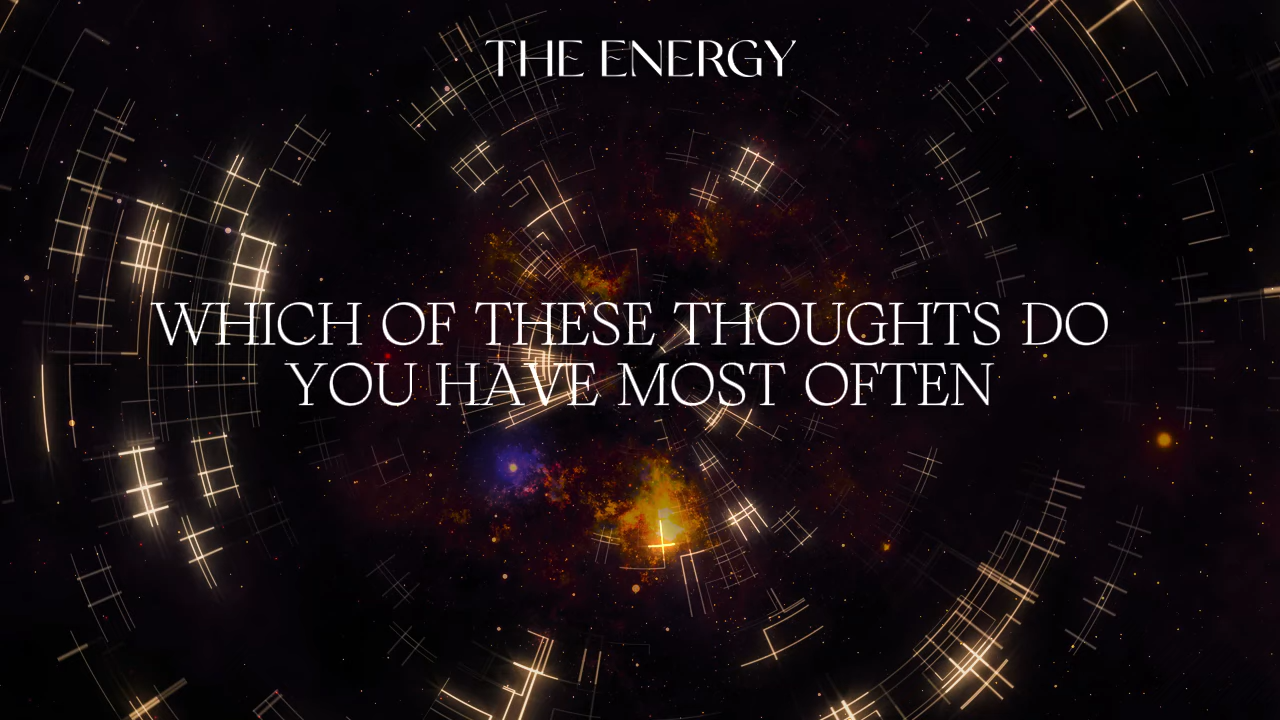 THE ENERGY
WHICH OF THESE THOUGHTS DO
YOU HAVE MOST OFTEN